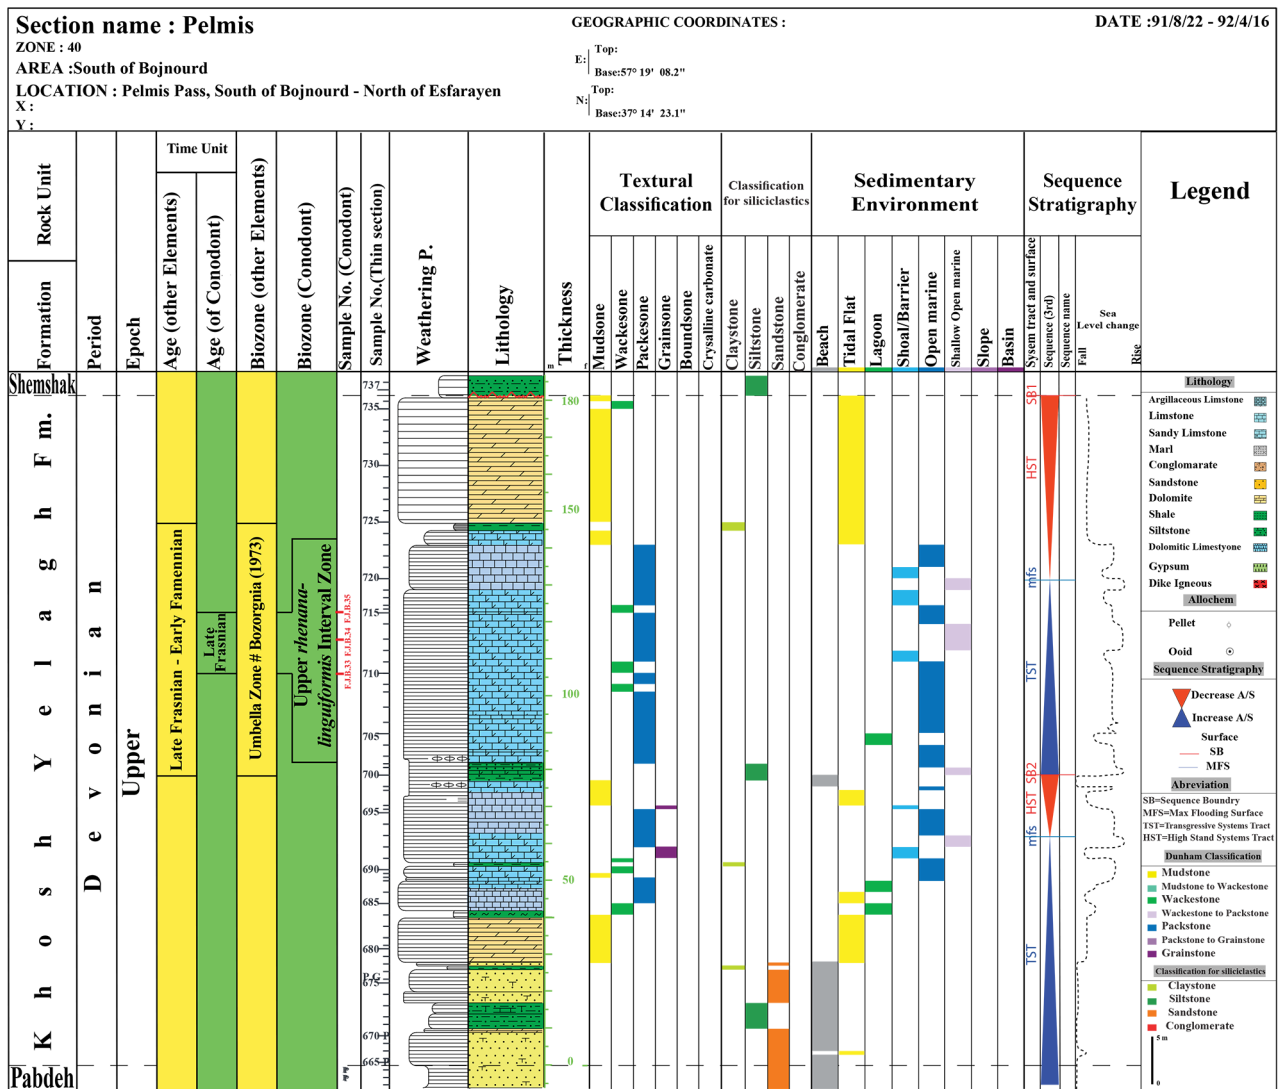 Section name : Pelmis
ZONE : 40
AREA :South of Bojnourd
LOCATION : Pelmis Pass, South of Bojnourd - North of Esfarayen
X :
Y :
GEOGRAPHIC COORDINATES :
E:
Top:
Base:57° 19' 08.2"
N:
Top:
Base:37° 14' 23.1"
DATE :91/8/22 - 92/4/16
Rock Unit
Formation
Period
Epoch
Time Unit
Age (other Elements)
Age (of Conodont)
Biozone (other Elements)
Biozone (Conodont)
Sample No. (Conodont)
Sample No.(Thin section)
Weathering P.
Lithology
Thickness
m
f
Textural
Classification
Mudsone
Wackesone
Packesone
Grainsone
Boundsone
Crysalline carbonate
Classification
for siliciclastics
Claystone
Siltstone
Sandstone
Conglomerate
Sedimentary
Environment
Beach
Tidal Flat
Lagoon
Shoal/Barrier
Open marine
Shallow Open marine
Slope
Basin
Sequence
Stratigraphy
Sysem tract and surface
Sequence (3rd)
Sequence name
Sea
Level change
Fall
Rise
Legend
Shemshak
Khosh Yelagh Fm.
Pabdeh
Devonian
Upper
Late Frasnian - Early Famennian
Late
Frasnian
Umbella Zone # Bozorgnia (1973)
Upper rhenana-
linguiformis Interval Zone
F.J.B.35
F.J.B.34
F.J.B.33
737
735
730
725
720
715
710
705
700
695
690
685
680
P.G
675
670 P
665 P
180
150
100
50
0
SB1
HST
mfs
TST
SB2
HST
mfs
TST
Lithology
Argillaceous Limstone
Limstone
Sandy Limstone
Marl
Conglomarate
Sandstone
Dolomite
Shale
Siltstone
Dolomitic Limestyone
Gypsum
Dike Igneous
Allochem
Pellet
Ooid
Sequence Stratigraphy
Decrease A/S
Increase A/S
Surface
SB
MFS
Abreviation
SB=Sequence Boundry
MFS=Max Flooding Surface
TST=Transgressive Systems Tract
HST=High Stand Systems Tract
Dunham Classification
Mudstone
Mudstone to Wackestone
Wackestone
Wackestone to Packstone
Packstone
Packstone to Grainstone
Grainstone
Classification for siliciclastics
Claystone
Siltstone
Sandstone
Conglomerate
5 m
0